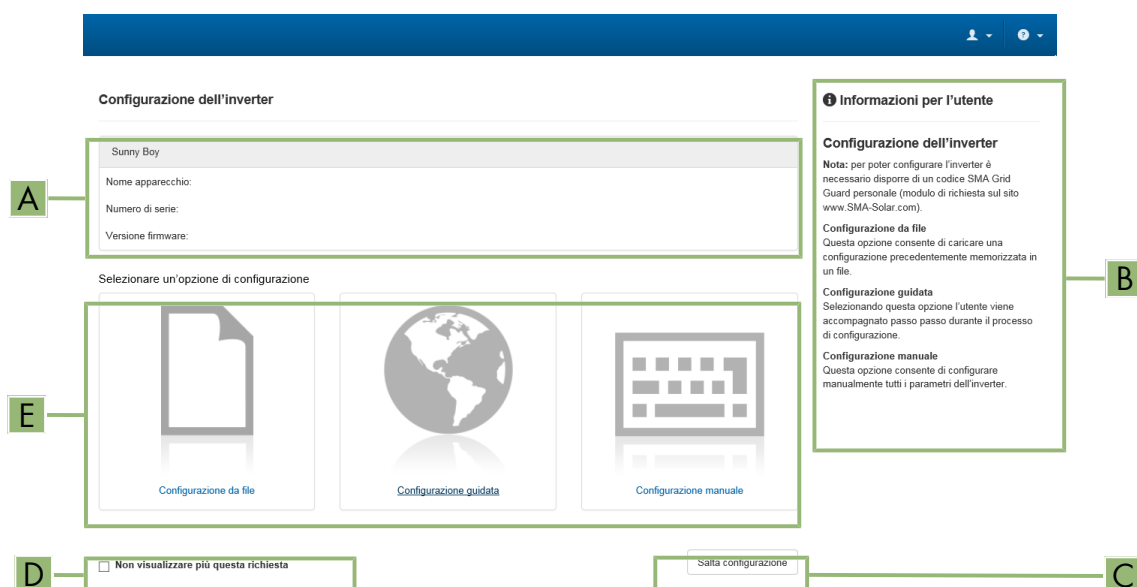 Configurazione dell'inverter
Sunny Boy
Nome apparecchio:
Numero di serie:
Versione firmware:
A
Selezionare un'opzione di configurazione
Configurazione da file
Configurazione guidata
Configurazione manuale
E
Non visualizzare più questa richiesta
D
Salta configurazione
C
Informazioni per l'utente
Configurazione dell'inverter
Nota: per poter configurare l'inverter è
necessario disporre di un codice SMA Grid
Guard personale (modulo di richiesta sul sito
www.SMA-Solar.com).
Configurazione da file
Questa opzione consente di caricare una
configurazione precedentemente memorizzata in
un file.
Configurazione guidata
Selezionando questa opzione l'utente viene
accompagnato passo passo durante il processo
di configurazione.
Configurazione manuale
Questa opzione consente di configurare
manualmente tutti i parametri dell'inverter.
B